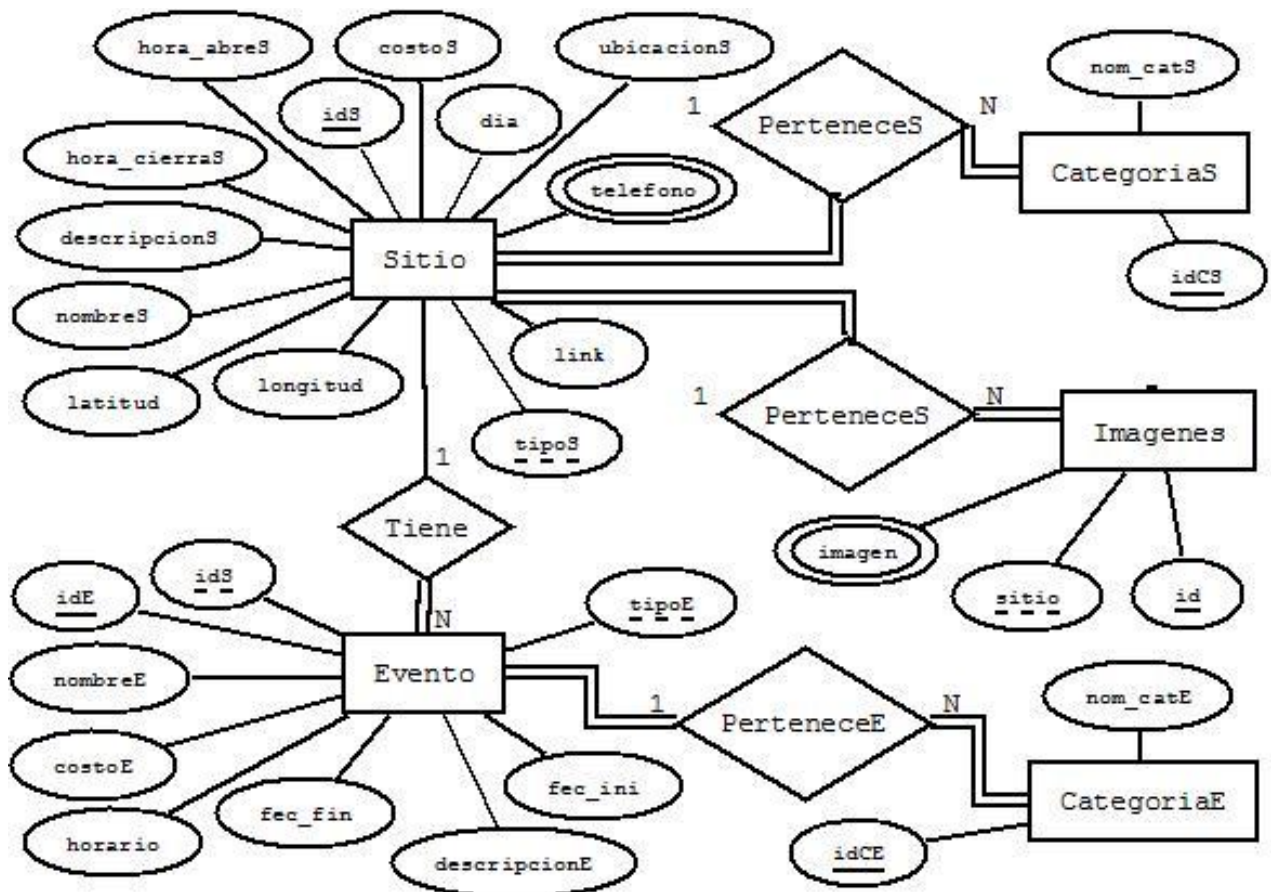 hora_abreS
costoS
ubicacionS
nom_catS
idS
dia
1
PerteneceS
N
hora_cierraS
telefono
CategoriaS
descripcionS
Sitio
idCS
nombreS
link
latitud
longitud
1
PerteneceS
N
Imagenes
tipoS
1
Tiene
imagen
sitio
id
idE
idS
N
tipoE
nombreE
Evento
1
PerteneceE
N
nom_catE
costoE
fec_ini
CategoriaE
horario
fec_fin
descripcionE
idCE